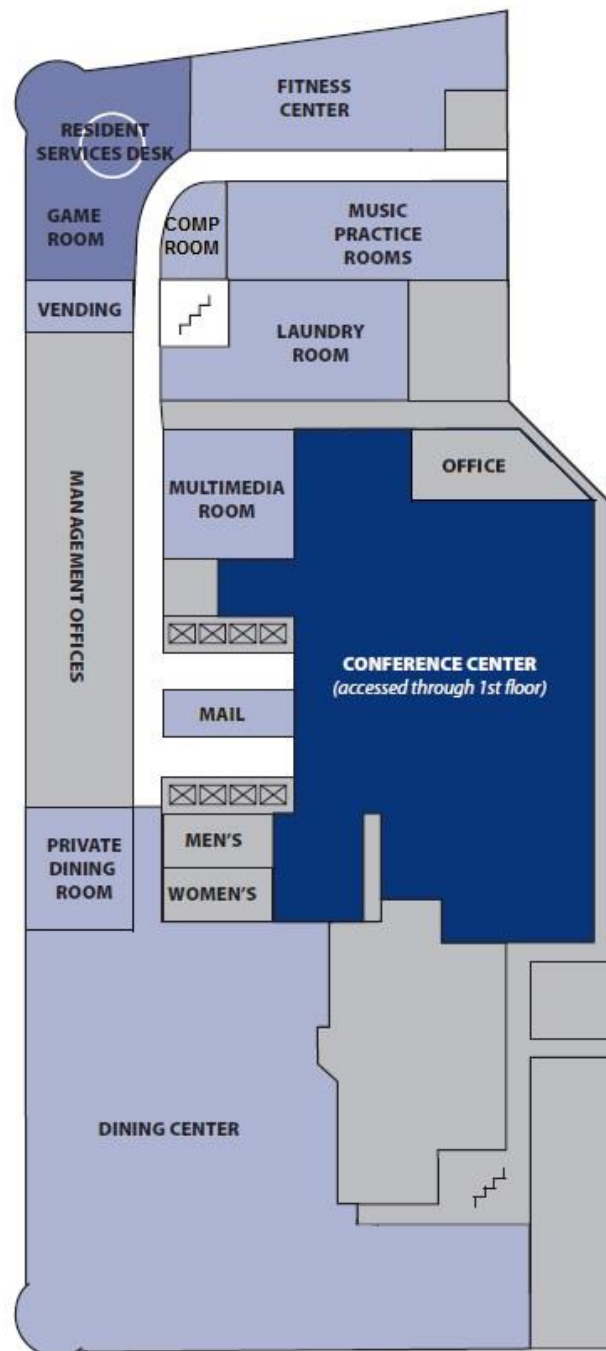 FITNESS
CENTER
RESIDENT
SERVICES DESK
GAME
ROOM
COMP
ROOM
MUSIC
PRACTICE
ROOMS
VENDING
LAUNDRY
ROOM
OFFICE
MULTIMEDIA
ROOM
MANAGEMENT OFFICES
CONFERENCE CENTER
(accessed through 1st floor)
MAIL
MEN'S
PRIVATE
DINING
ROOM
WOMEN'S
DINING CENTER